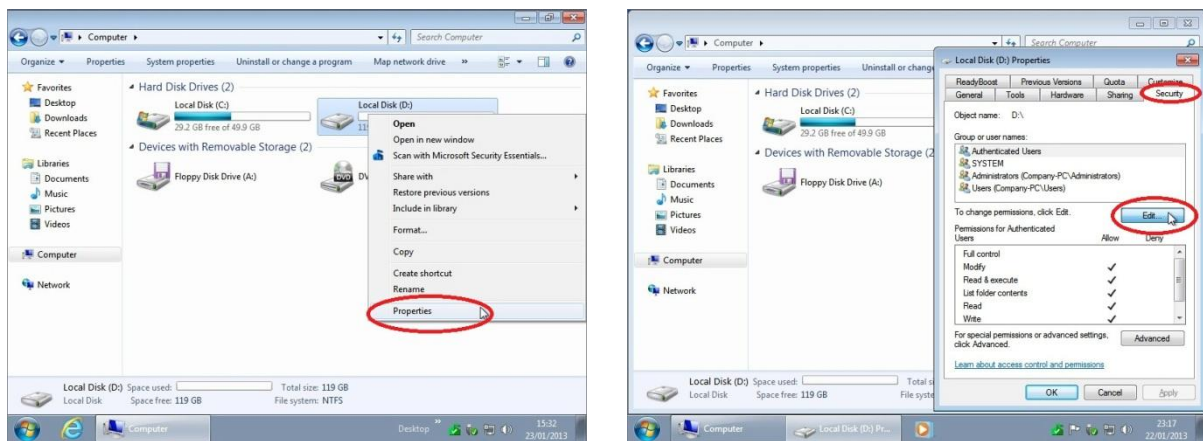 Computer
Search Computer
Organize
Properties
System properties
Uninstall or change a program
Map network drive
»
Favorites
Desktop
Downloads
Recent Places
Libraries
Documents
Music
Pictures
Videos
Computer
Network
Hard Disk Drives (2)
Local Disk (C:)
29.2 GB free of 49.9 GB
Local Disk (D:)
Devices with Removable Storage (2)
Floppy Disk Drive (A:)
Open
Open in new window
Scan with Microsoft Security Essentials...
Share with
Restore previous versions
Include in library
Format...
Copy
Create shortcut
Rename
Properties
Local Disk (D:) Space used: Total size: 119 GB
Local Disk Space free: 119 GB File system: NTFS
Computer
Desktop »
15:32
23/01/2013
Computer
Search Computer
Organize
Properties
System properties
Uninstall or change
Favorites
Desktop
Downloads
Recent Places
Libraries
Documents
Music
Pictures
Videos
Computer
Network
Hard Disk Drives (2)
Local Disk (C:)
29.2 GB free of 49.9 GB
Devices with Removable Storage (2
Floppy Disk Drive (A:)
Local Disk (D:) Properties
ReadyBoost Previous Versions Quota Customize
General Tools Hardware Sharing Security
Object name: D:\
Group or user names:
Authenticated Users
SYSTEM
Administrators (Company-PC\Administrators)
Users (Company-PC\Users)
To change permissions, click Edit.
Edit...
Permissions for Authenticated
Users Allow Deny
Full control
Modify
Read & execute
List folder contents
Read
Write
For special permissions or advanced settings,
click Advanced.
Advanced
Learn about access control and permissions
OK Cancel Apply
Local Disk (D:) Space used: Total si
Local Disk Space free: 119 GB File syste
Computer
Local Disk (D:) Pr...
23:17
22/01/2013